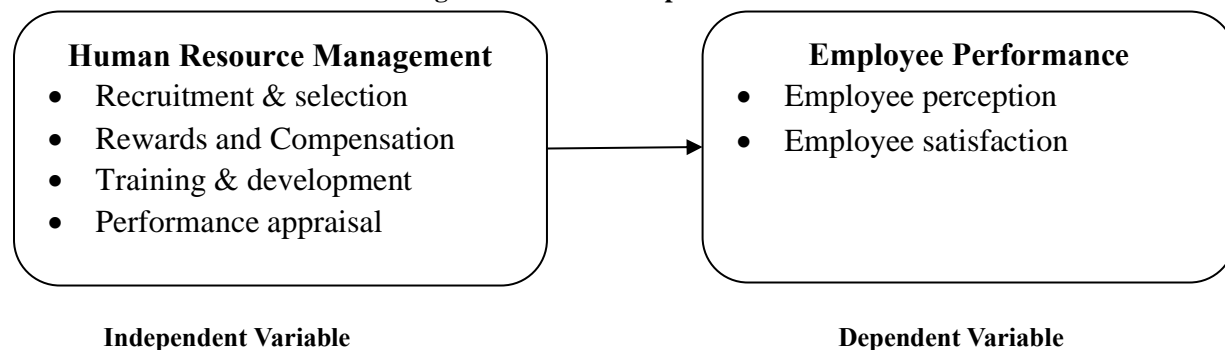 Human Resource Management
• Recruitment & selection
• Rewards and Compensation
• Training & development
• Performance appraisal
Employee Performance
• Employee perception
• Employee satisfaction
Independent Variable
Dependent Variable